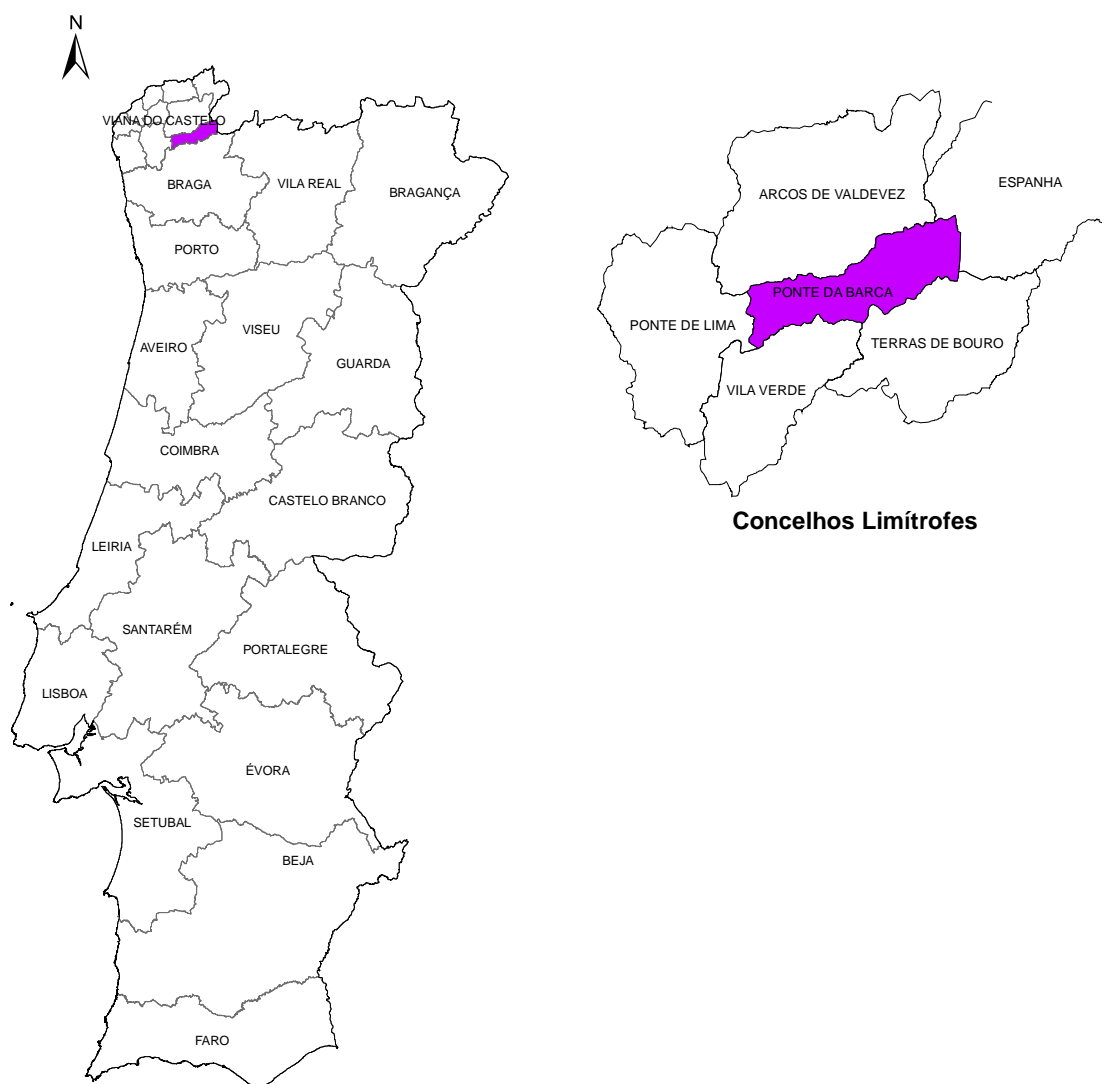 N
VIANA DO CASTELO
BRAGA
VILA REAL
BRAGANÇA
PORTO
AVEIRO
VISEU
GUARDA
COIMBRA
CASTELO BRANCO
LEIRIA
SANTARÉM
PORTALEGRE
LISBOA
ÉVORA
SETUBAL
BEJA
FARO
ARCOS DE VALDEVEZ
ESPANHA
PONTE DA BARCA
PONTE DE LIMA
TERRAS DE BOURO
VILA VERDE
Concelhos Limítrofes